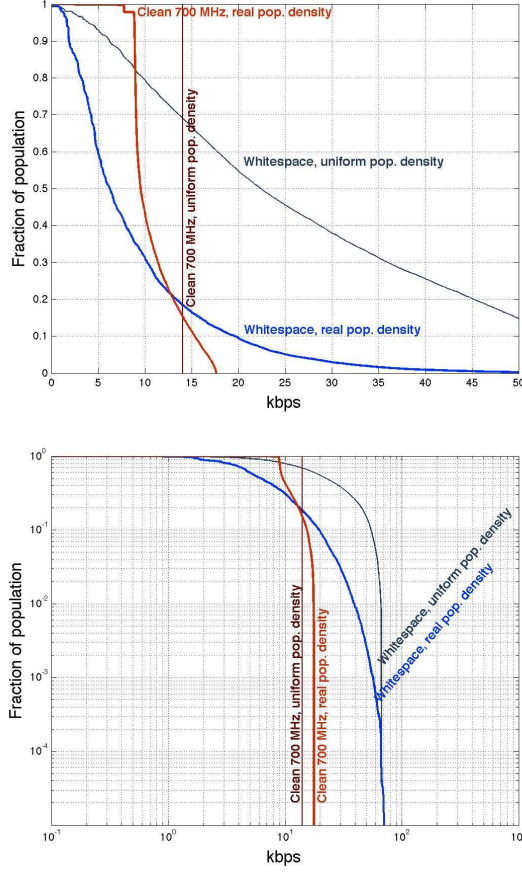 Clean 700 MHz, real pop. density
Clean 700 MHz, uniform pop. density
Whitespace, uniform pop. density
Whitespace, real pop. density
Fraction of population
1
0.9
0.8
0.7
0.6
0.5
0.4
0.3
0.2
0.1
0
0 5 10 15 20 25 30 35 40 45 50
kbps
Fraction of population
10^0
10^-1
10^-2
10^-3
10^-4
Clean 700 MHz, uniform pop. density
Clean 700 MHz, real pop. density
Whitespace, uniform pop. density
Whitespace, real pop. density
10^-1 10^0 10^1 10^2 10^3
kbps